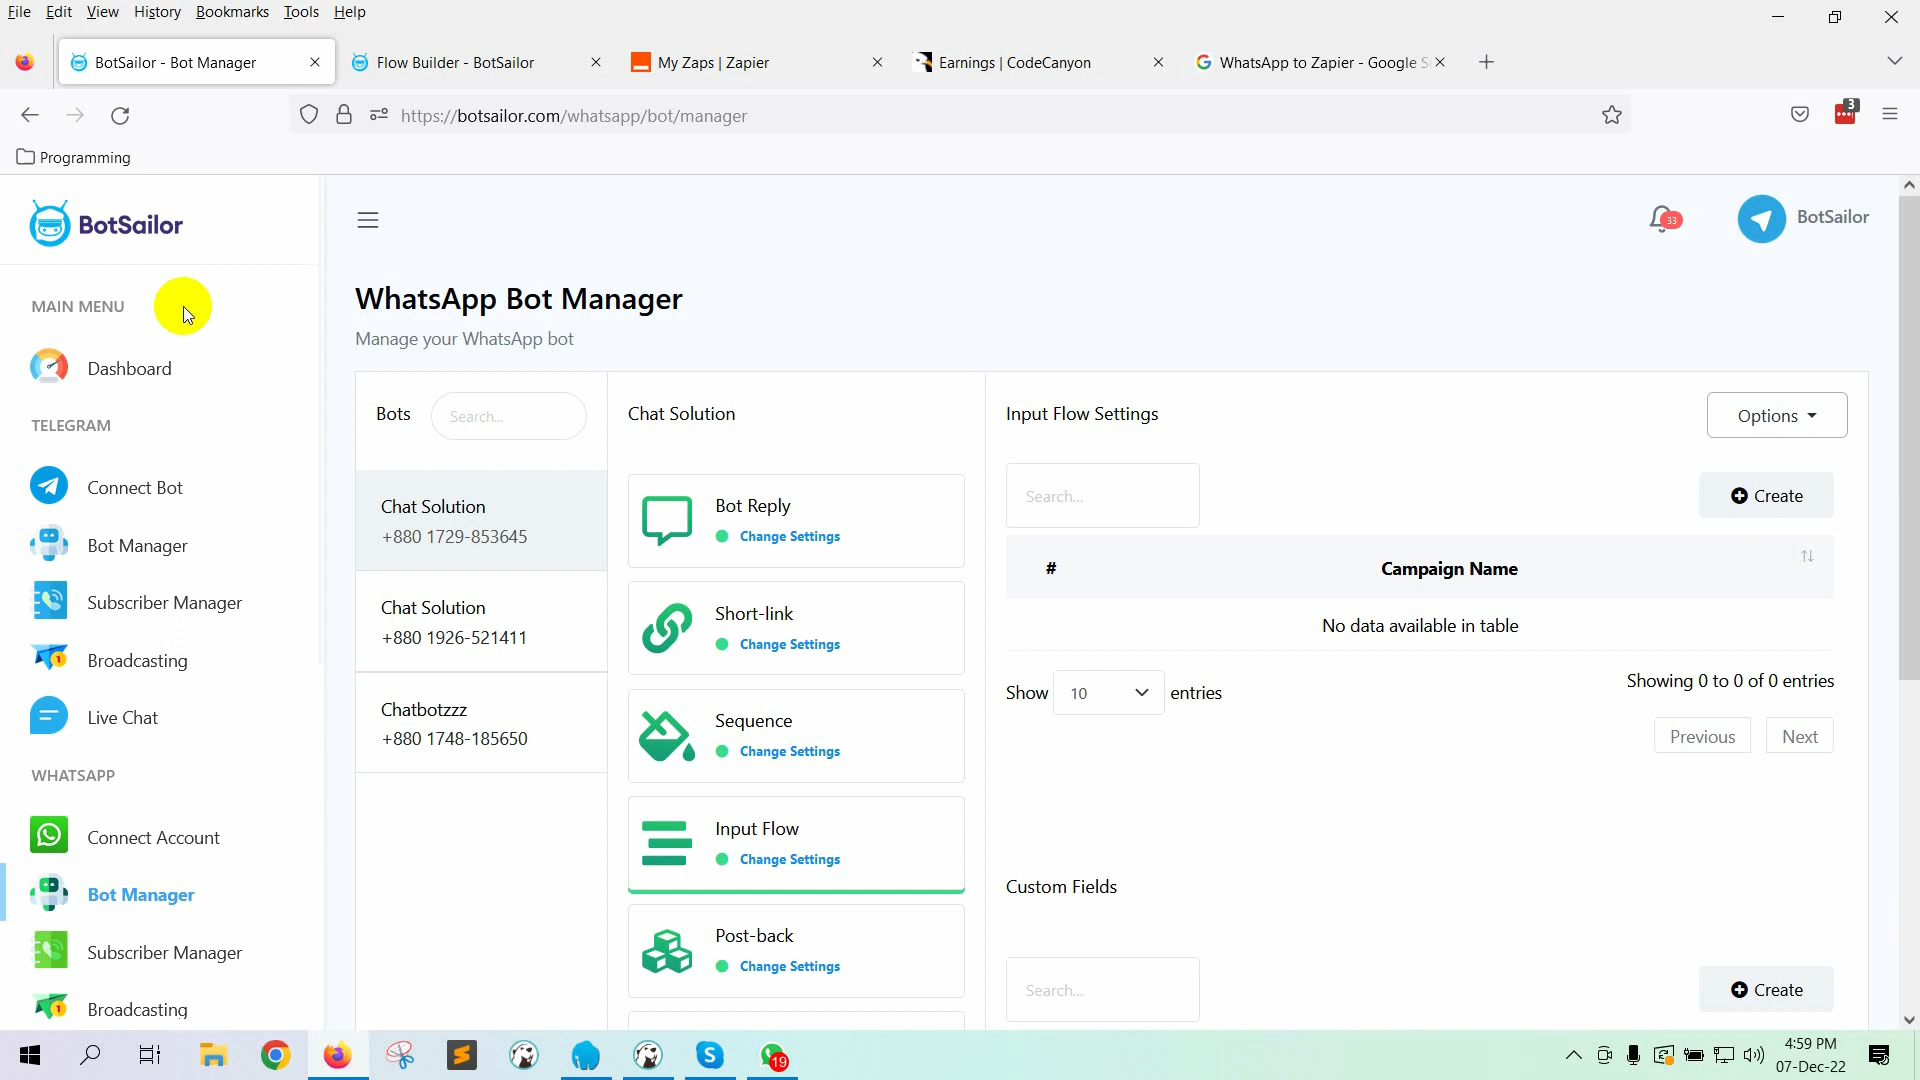 File Edit View History Bookmarks Tools Help
BotSailor - Bot Manager
Flow Builder - BotSailor
My Zaps | Zapier
Earnings | CodeCanyon
WhatsApp to Zapier - Google S
https://botsailor.com/whatsapp/bot/manager
3
Programming
BotSailor
33
BotSailor
MAIN MENU
Dashboard
TELEGRAM
Connect Bot
Bot Manager
Subscriber Manager
Broadcasting
Live Chat
WHATSAPP
Connect Account
Bot Manager
Subscriber Manager
Broadcasting
WhatsApp Bot Manager
Manage your WhatsApp bot
Bots
Search...
Chat Solution
+880 1729-853645
Chat Solution
+880 1926-521411
Chatbotzzz
+880 1748-185650
Chat Solution
Bot Reply
Change Settings
Short-link
Change Settings
Sequence
Change Settings
Input Flow
Change Settings
Post-back
Change Settings
Input Flow Settings
Options
Search...
Create
# Campaign Name
No data available in table
Show 10 entries
Showing 0 to 0 of 0 entries
Previous Next
Custom Fields
Search...
Create
19
4:59 PM
07-Dec-22